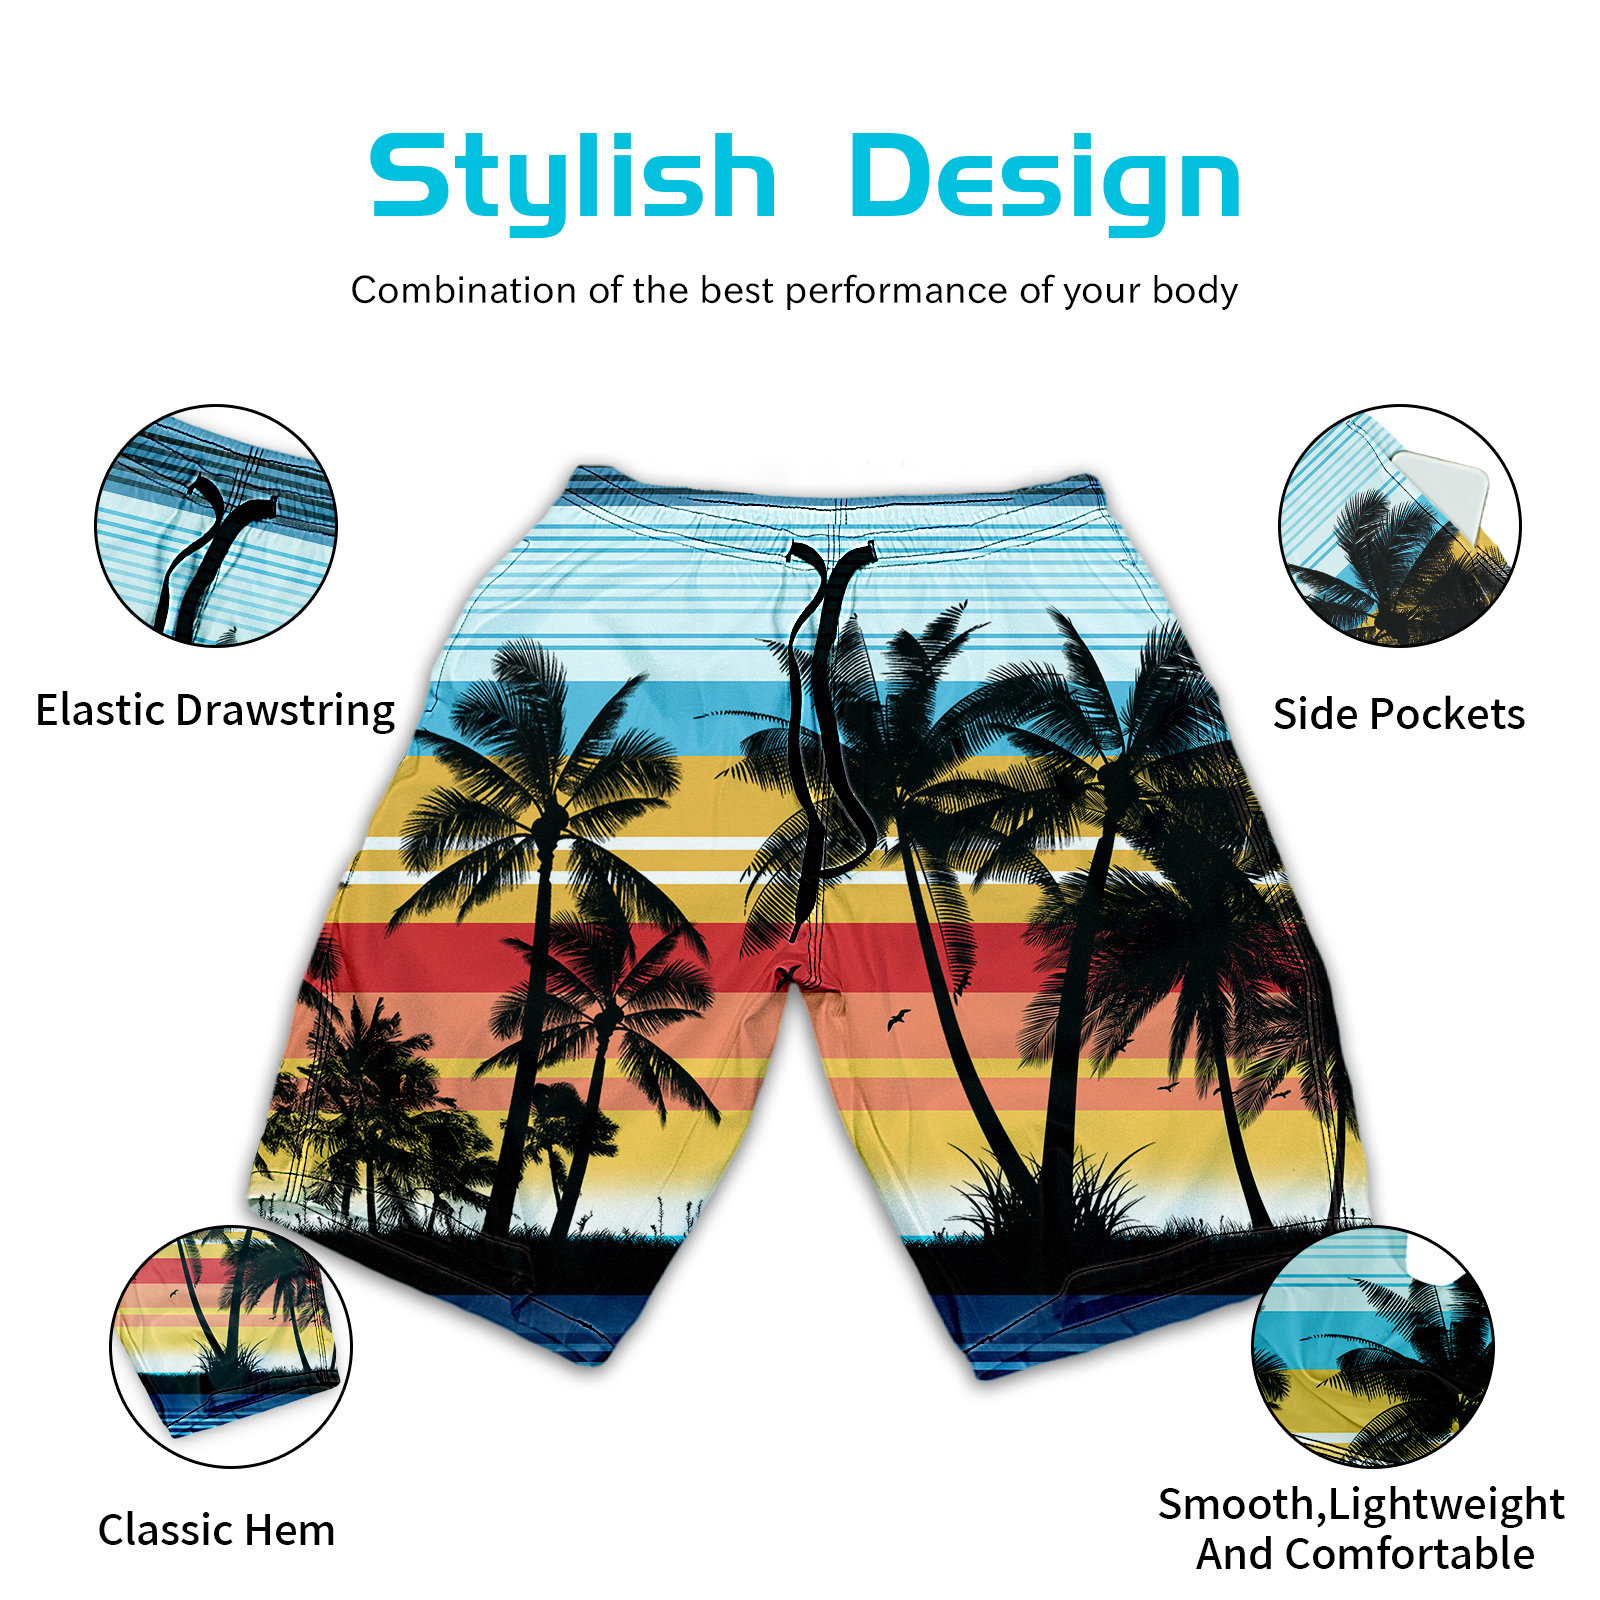 Stylish Design
Combination of the best performance of your body
Elastic Drawstring
Side Pockets
Classic Hem
Smooth,Lightweight
And Comfortable